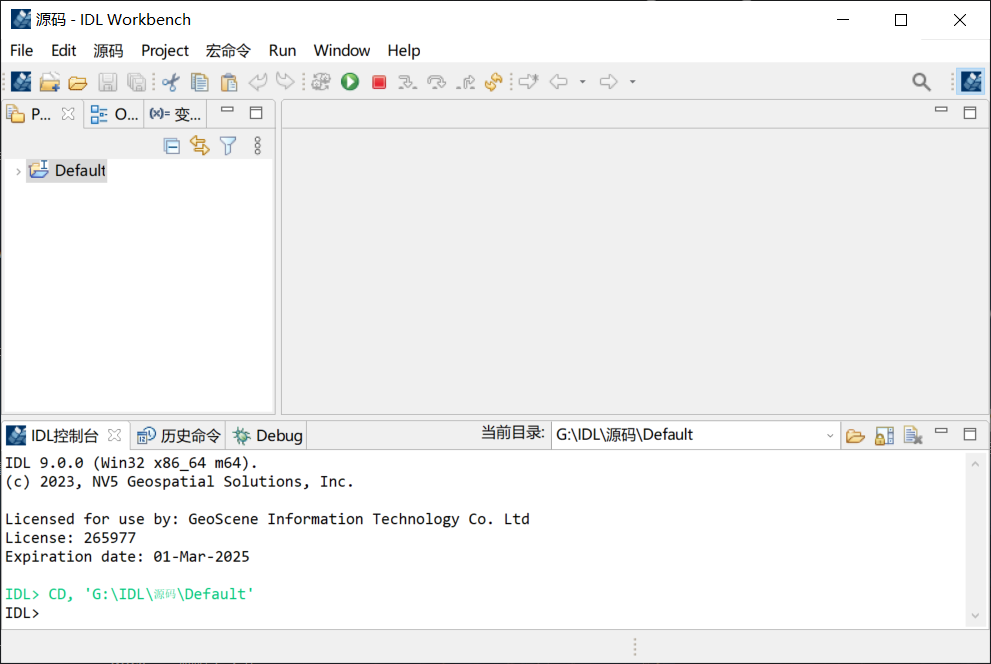 源码 - IDL Workbench
File Edit 源码 Project 宏命令 Run Window Help
P... O... (x)= 变...
Default
IDL控制台 历史命令 Debug 当前目录: G:\IDL\源码\Default
IDL 9.0.0 (Win32 x86_64 m64).
(c) 2023, NV5 Geospatial Solutions, Inc.
Licensed for use by: GeoScene Information Technology Co. Ltd
License: 265977
Expiration date: 01-Mar-2025
IDL> CD, 'G:\IDL\源码\Default'
IDL>